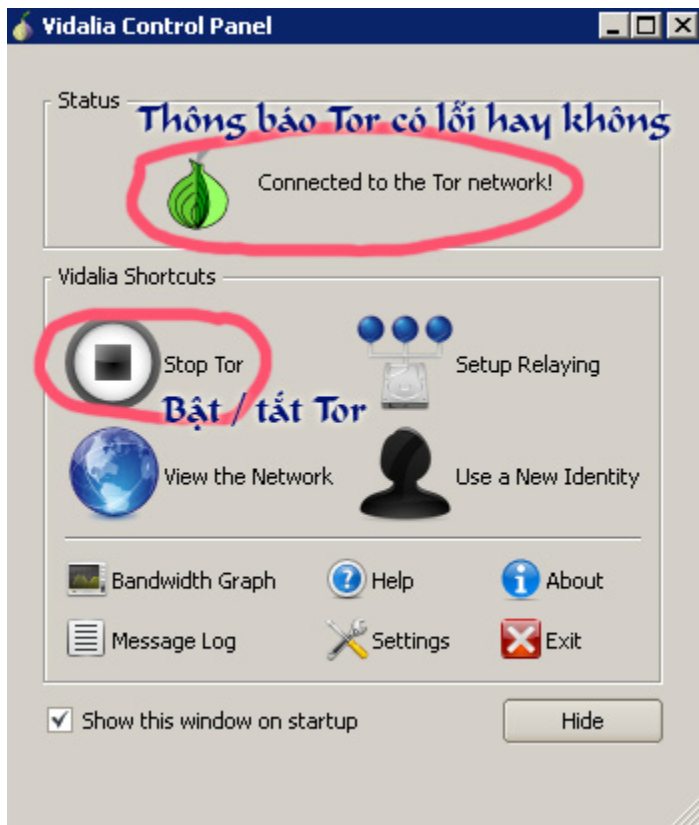 Vidalia Control Panel
Status
Thông báo Tor có lỗi hay không
Connected to the Tor network!
Vidalia Shortcuts
Stop Tor
Setup Relaying
Bật / tắt Tor
View the Network
Use a New Identity
Bandwidth Graph
Help
About
Message Log
Settings
Exit
Show this window on startup
Hide